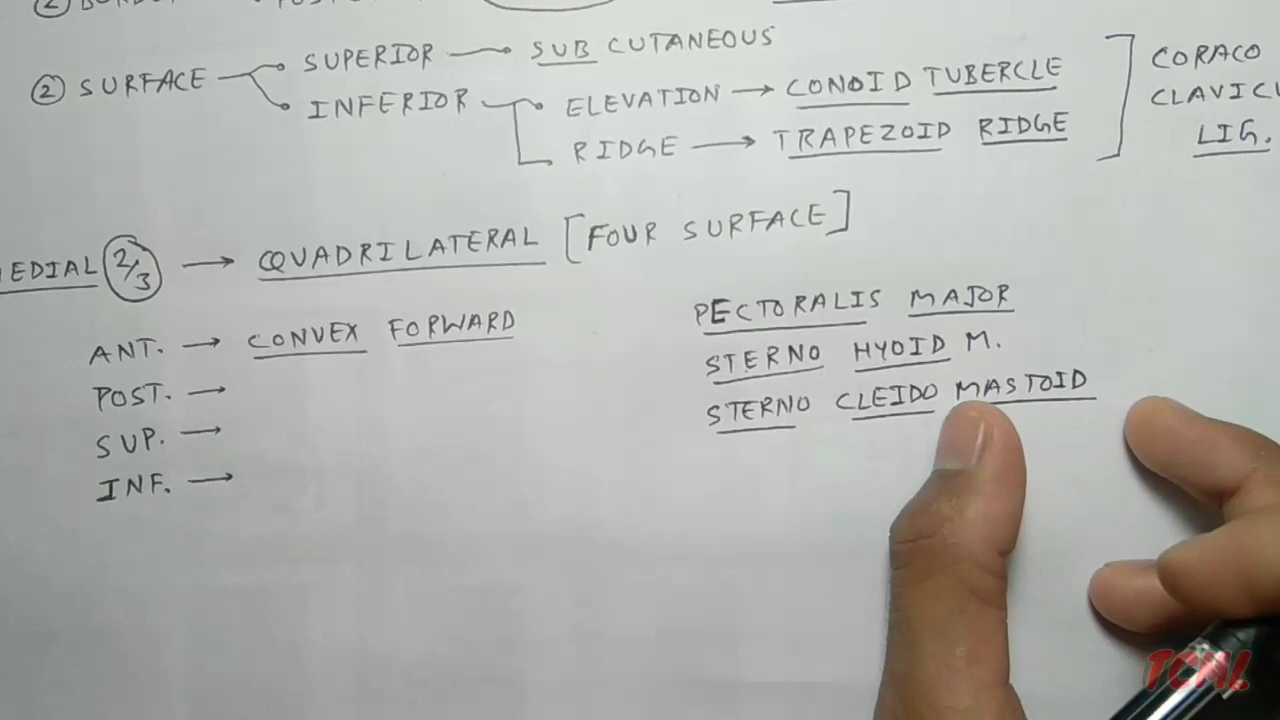 ② SURFACE SUPERIOR → SUB CUTANEOUS
INFERIOR ELEVATION → CONOID TUBERCLE
RIDGE → TRAPEZOID RIDGE
CORACO
LIG.
2/3 → QUADRILATERAL [FOUR SURFACE]
ANT. → CONVEX FORWARD
POST. →
SUP. →
INF. →
PECTORALIS MAJOR
STERNO HYOID M.
STERNO CLEIDO MASTOID
TCML